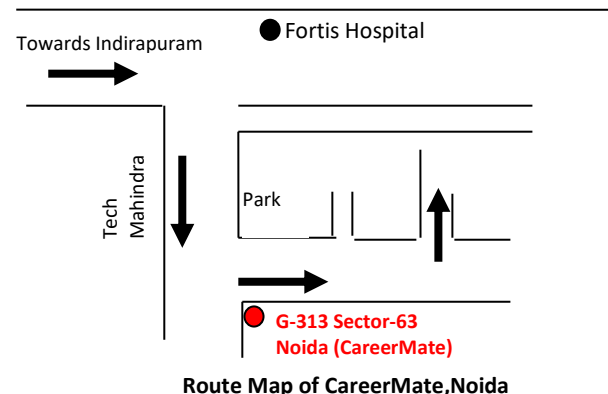 Fortis Hospital
Towards Indirapuram
Tech
Mahindra
Park
G-313 Sector-63
Noida (CareerMate)
Route Map of CareerMate,Noida